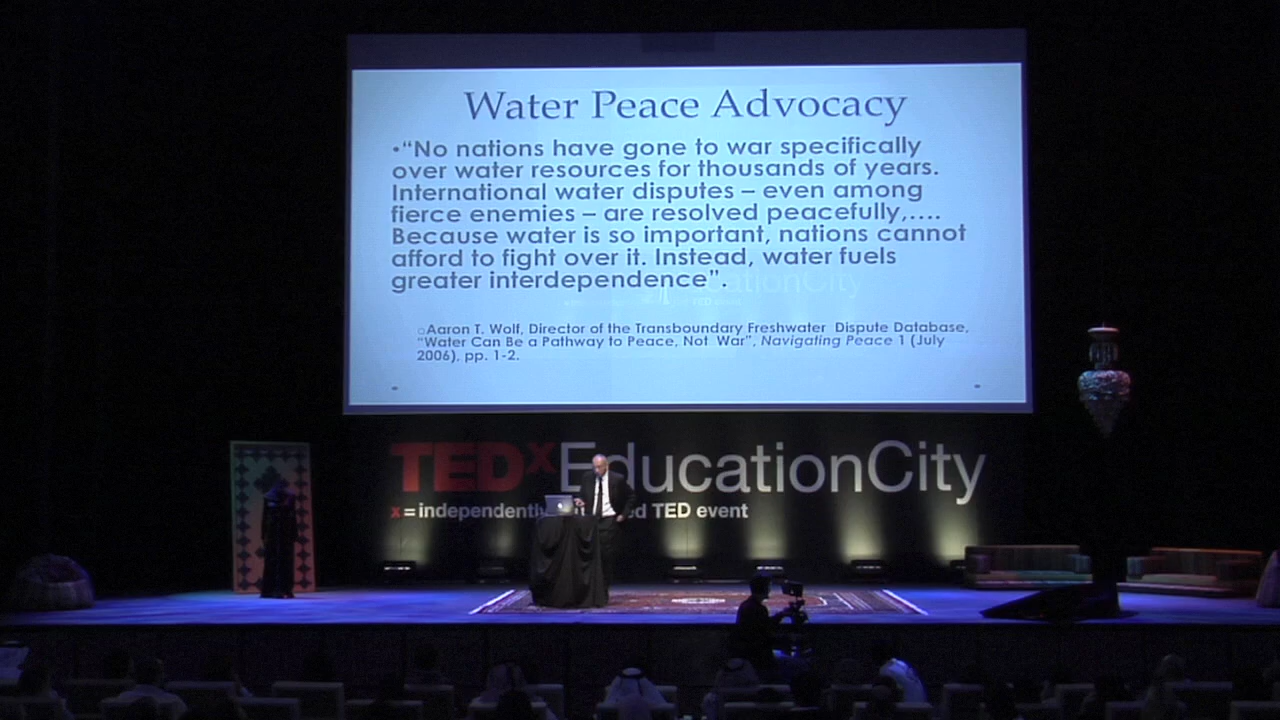 Water Peace Advocacy
•“No nations have gone to war specifically
over water resources for thousands of years.
International water disputes – even among
fierce enemies – are resolved peacefully,….
Because water is so important, nations cannot
afford to fight over it. Instead, water fuels
greater interdependence”.
Aaron T. Wolf, Director of the Transboundary Freshwater Dispute Database,
“Water Can Be a Pathway to Peace, Not War”, Navigating Peace 1 (July
2006), pp. 1-2.
TEDxEducationCity
x=independently TED event